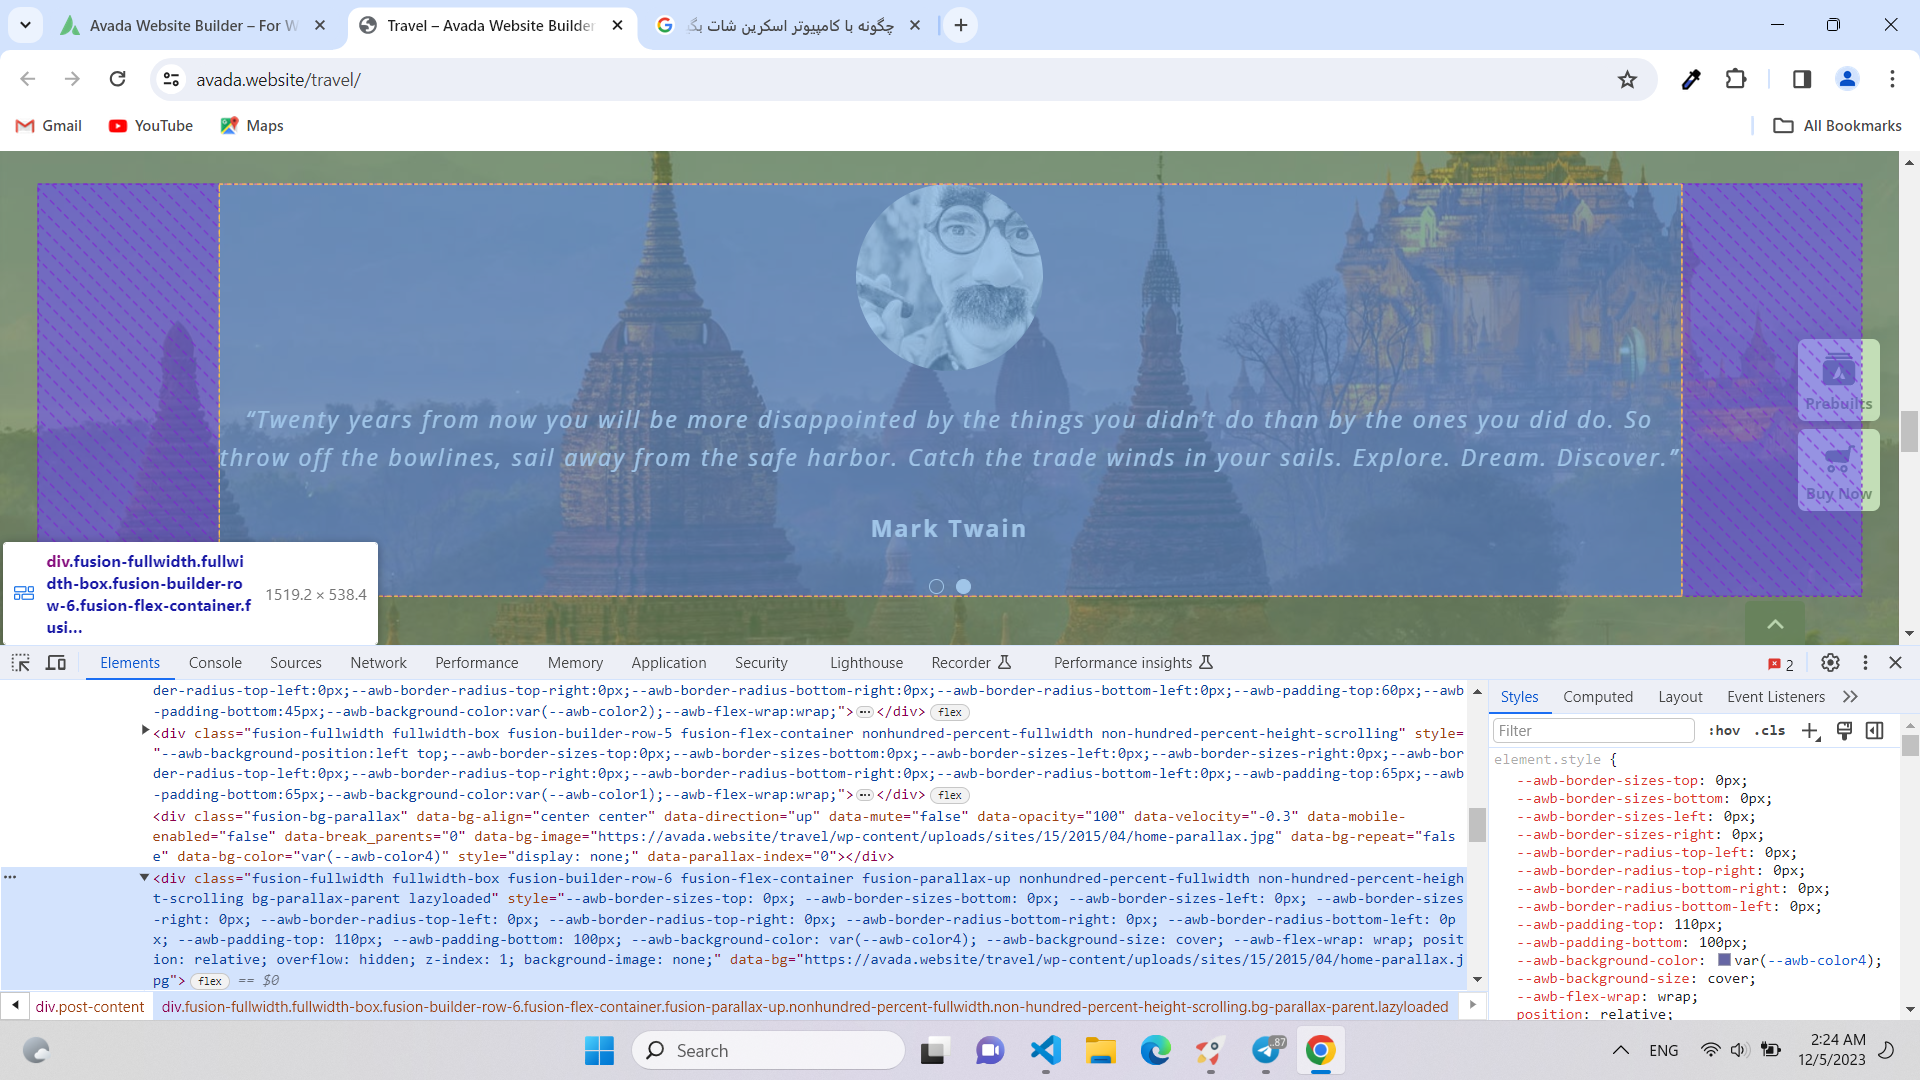 Avada Website Builder – For W
Travel – Avada Website Builder
چگونه با کامپیوتر اسکرین شات بگ
avada.website/travel/
Gmail
YouTube
Maps
All Bookmarks
“Twenty years from now you will be more disappointed by the things you didn’t do than by the ones you did do. So
throw off the bowlines, sail away from the safe harbor. Catch the trade winds in your sails. Explore. Dream. Discover.”
Mark Twain
Prebuilts
Buy Now
div.fusion-fullwidth.fullwi
dth-box.fusion-builder-ro
w-6.fusion-flex-container.f
usi...
1519.2 × 538.4
Elements Console Sources Network Performance Memory Application Security Lighthouse Recorder Performance insights 2
der-radius-top-left:0px;--awb-border-radius-top-right:0px;--awb-border-radius-bottom-right:0px;--awb-border-radius-bottom-left:0px;--awb-padding-top:60px;--awb
-padding-bottom:45px;--awb-background-color:var(--awb-color2);--awb-flex-wrap:wrap;">…</div> flex
<div class="fusion-fullwidth fullwidth-box fusion-builder-row-5 fusion-flex-container nonhundred-percent-fullwidth non-hundred-percent-height-scrolling" style=
"--awb-background-position:left top;--awb-border-sizes-top:0px;--awb-border-sizes-bottom:0px;--awb-border-sizes-left:0px;--awb-border-sizes-right:0px;--awb-bor
der-radius-top-left:0px;--awb-border-radius-top-right:0px;--awb-border-radius-bottom-right:0px;--awb-border-radius-bottom-left:0px;--awb-padding-top:65px;--awb
-padding-bottom:65px;--awb-background-color:var(--awb-color1);--awb-flex-wrap:wrap;">…</div> flex
<div class="fusion-bg-parallax" data-bg-align="center center" data-direction="up" data-mute="false" data-opacity="100" data-velocity="-0.3" data-mobile-
enabled="false" data-break_parents="0" data-bg-image="https://avada.website/travel/wp-content/uploads/sites/15/2015/04/home-parallax.jpg" data-bg-repeat="fals
e" data-bg-color="var(--awb-color4)" style="display: none;" data-parallax-index="0"></div>
<div class="fusion-fullwidth fullwidth-box fusion-builder-row-6 fusion-flex-container fusion-parallax-up nonhundred-percent-fullwidth non-hundred-percent-heigh
t-scrolling bg-parallax-parent lazyloaded" style="--awb-border-sizes-top: 0px; --awb-border-sizes-bottom: 0px; --awb-border-sizes-left: 0px; --awb-border-sizes
-right: 0px; --awb-border-radius-top-left: 0px; --awb-border-radius-top-right: 0px; --awb-border-radius-bottom-right: 0px; --awb-border-radius-bottom-left: 0p
x; --awb-padding-top: 110px; --awb-padding-bottom: 100px; --awb-background-color: var(--awb-color4); --awb-background-size: cover; --awb-flex-wrap: wrap; posit
ion: relative; overflow: hidden; z-index: 1; background-image: none;" data-bg="https://avada.website/travel/wp-content/uploads/sites/15/2015/04/home-parallax.j
pg"> flex == $0
div.post-content div.fusion-fullwidth.fullwidth-box.fusion-builder-row-6.fusion-flex-container.fusion-parallax-up.nonhundred-percent-fullwidth.non-hundred-percent-height-scrolling.bg-parallax-parent.lazyloaded
Styles Computed Layout Event Listeners
Filter :hov .cls
element.style {
--awb-border-sizes-top: 0px;
--awb-border-sizes-bottom: 0px;
--awb-border-sizes-left: 0px;
--awb-border-sizes-right: 0px;
--awb-border-radius-top-left: 0px;
--awb-border-radius-top-right: 0px;
--awb-border-radius-bottom-right: 0px;
--awb-border-radius-bottom-left: 0px;
--awb-padding-top: 110px;
--awb-padding-bottom: 100px;
--awb-background-color: var(--awb-color4);
--awb-background-size: cover;
--awb-flex-wrap: wrap;
position: relative;
Search
..87
ENG
2:24 AM
12/5/2023